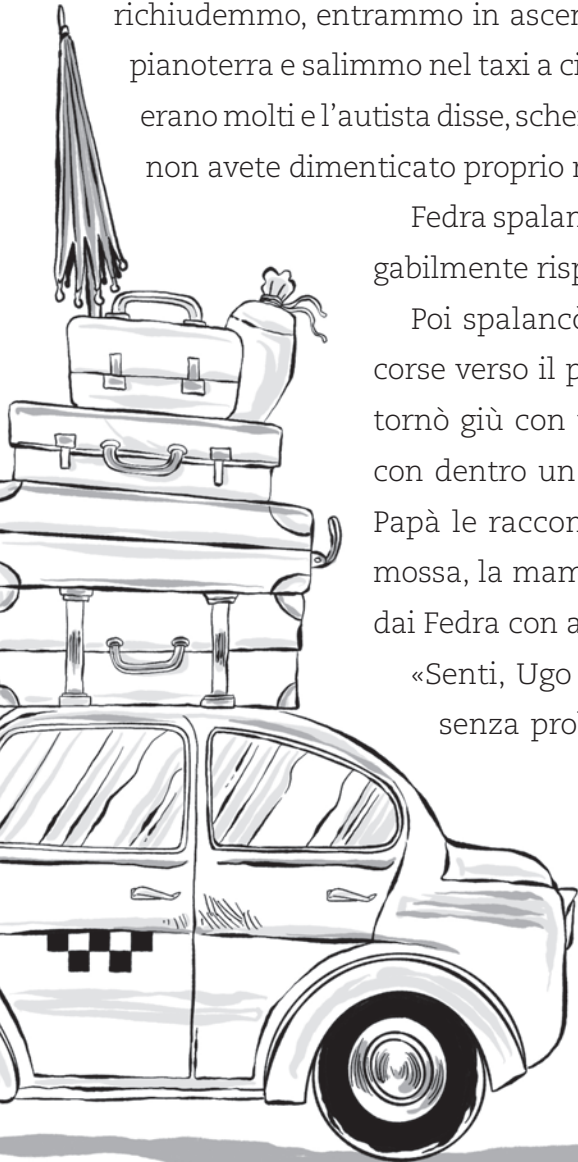 richiudemmo, entrammo in ascen
pianoterra e salimmo nel taxi a ci
erano molti e l’autista disse, scher
non avete dimenticato proprio
Fedra spalan
gabilmente risp
Poi spalancò
corse verso il p
tornò giù con
con dentro un
Papà le raccon
mossa, la mam
dai Fedra con a
«Senti, Ugo
senza pro